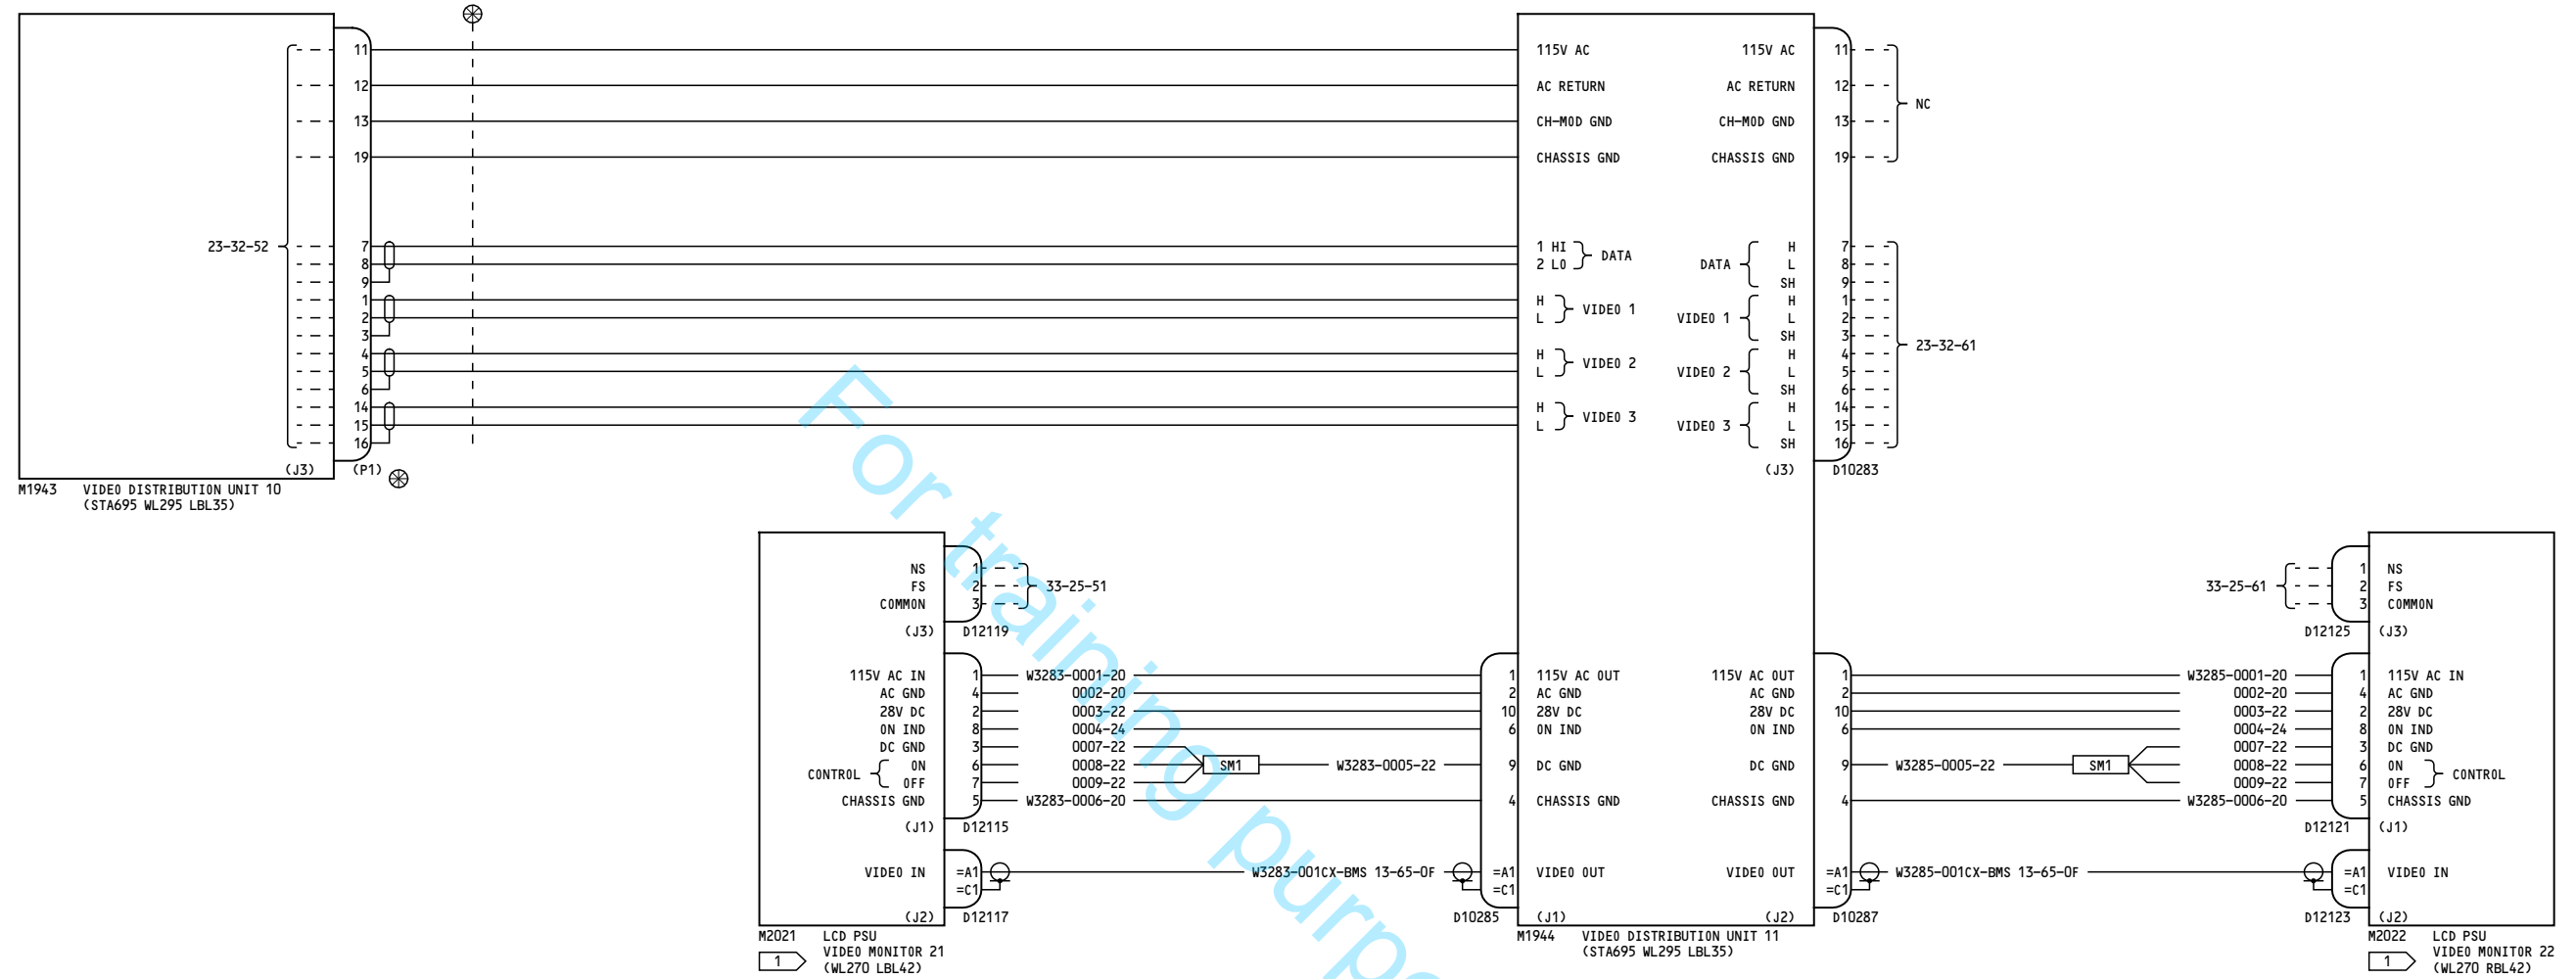 11 115V AC 115V AC 11
12 AC RETURN AC RETURN 12
NC
13 CH-MOD GND CH-MOD GND 13
19 CHASSIS GND CHASSIS GND 19
23-32-52 7 1 HI H 7
DATA
8 2 LO DATA L 8
9 SH 9
1 H H 1
VIDEO 1
2 L VIDEO 1 L 2
3 SH 3
23-32-61
4 H H 4
VIDEO 2
5 L VIDEO 2 L 5
6 SH 6
14 H H 14
VIDEO 3
15 L VIDEO 3 L 15
16 SH 16
(J3) (P1) (J3) D10283
M1943 VIDEO DISTRIBUTION UNIT 10
(STA695 WL295 LBL35)
NS 1 1 NS
FS 2 33-25-51 33-25-61 2 FS
COMMON 3 3 COMMON
(J3) D12119 D12125 (J3)
115V AC IN 1 W3283-0001-20 1 115V AC OUT 115V AC OUT 1 W3285-0001-20 1 115V AC IN
AC GND 4 0002-20 2 AC GND AC GND 2 0002-20 4 AC GND
28V DC 2 0003-22 10 28V DC 28V DC 10 0003-22 2 28V DC
ON IND 8 0004-24 6 ON IND ON IND 6 0004-24 8 ON IND
DC GND 3 0007-22 0007-22 3 DC GND
ON 6 0008-22 SM1 W3283-0005-22 9 DC GND DC GND 9 W3285-0005-22 SM1 0008-22 6 ON
CONTROL CONTROL
OFF 7 0009-22 0009-22 7 OFF
CHASSIS GND 5 W3283-0006-20 4 CHASSIS GND CHASSIS GND 4 W3285-0006-20 5 CHASSIS GND
(J1) D12115 D12121 (J1)
VIDEO IN =A1 W3283-001CX-BMS 13-65-0F =A1 VIDEO OUT VIDEO OUT =A1 W3285-001CX-BMS 13-65-0F =A1 VIDEO IN
=C1 =C1 =C1 =C1
(J2) D12117 D10285 (J1) (J2) D10287 D12123 (J2)
M2021 LCD PSU
1 VIDEO MONITOR 21
(WL270 LBL42)
M1944 VIDEO DISTRIBUTION UNIT 11
(STA695 WL295 LBL35)
M2022 LCD PSU
1 VIDEO MONITOR 22
(WL270 RBL42)
For training purpo